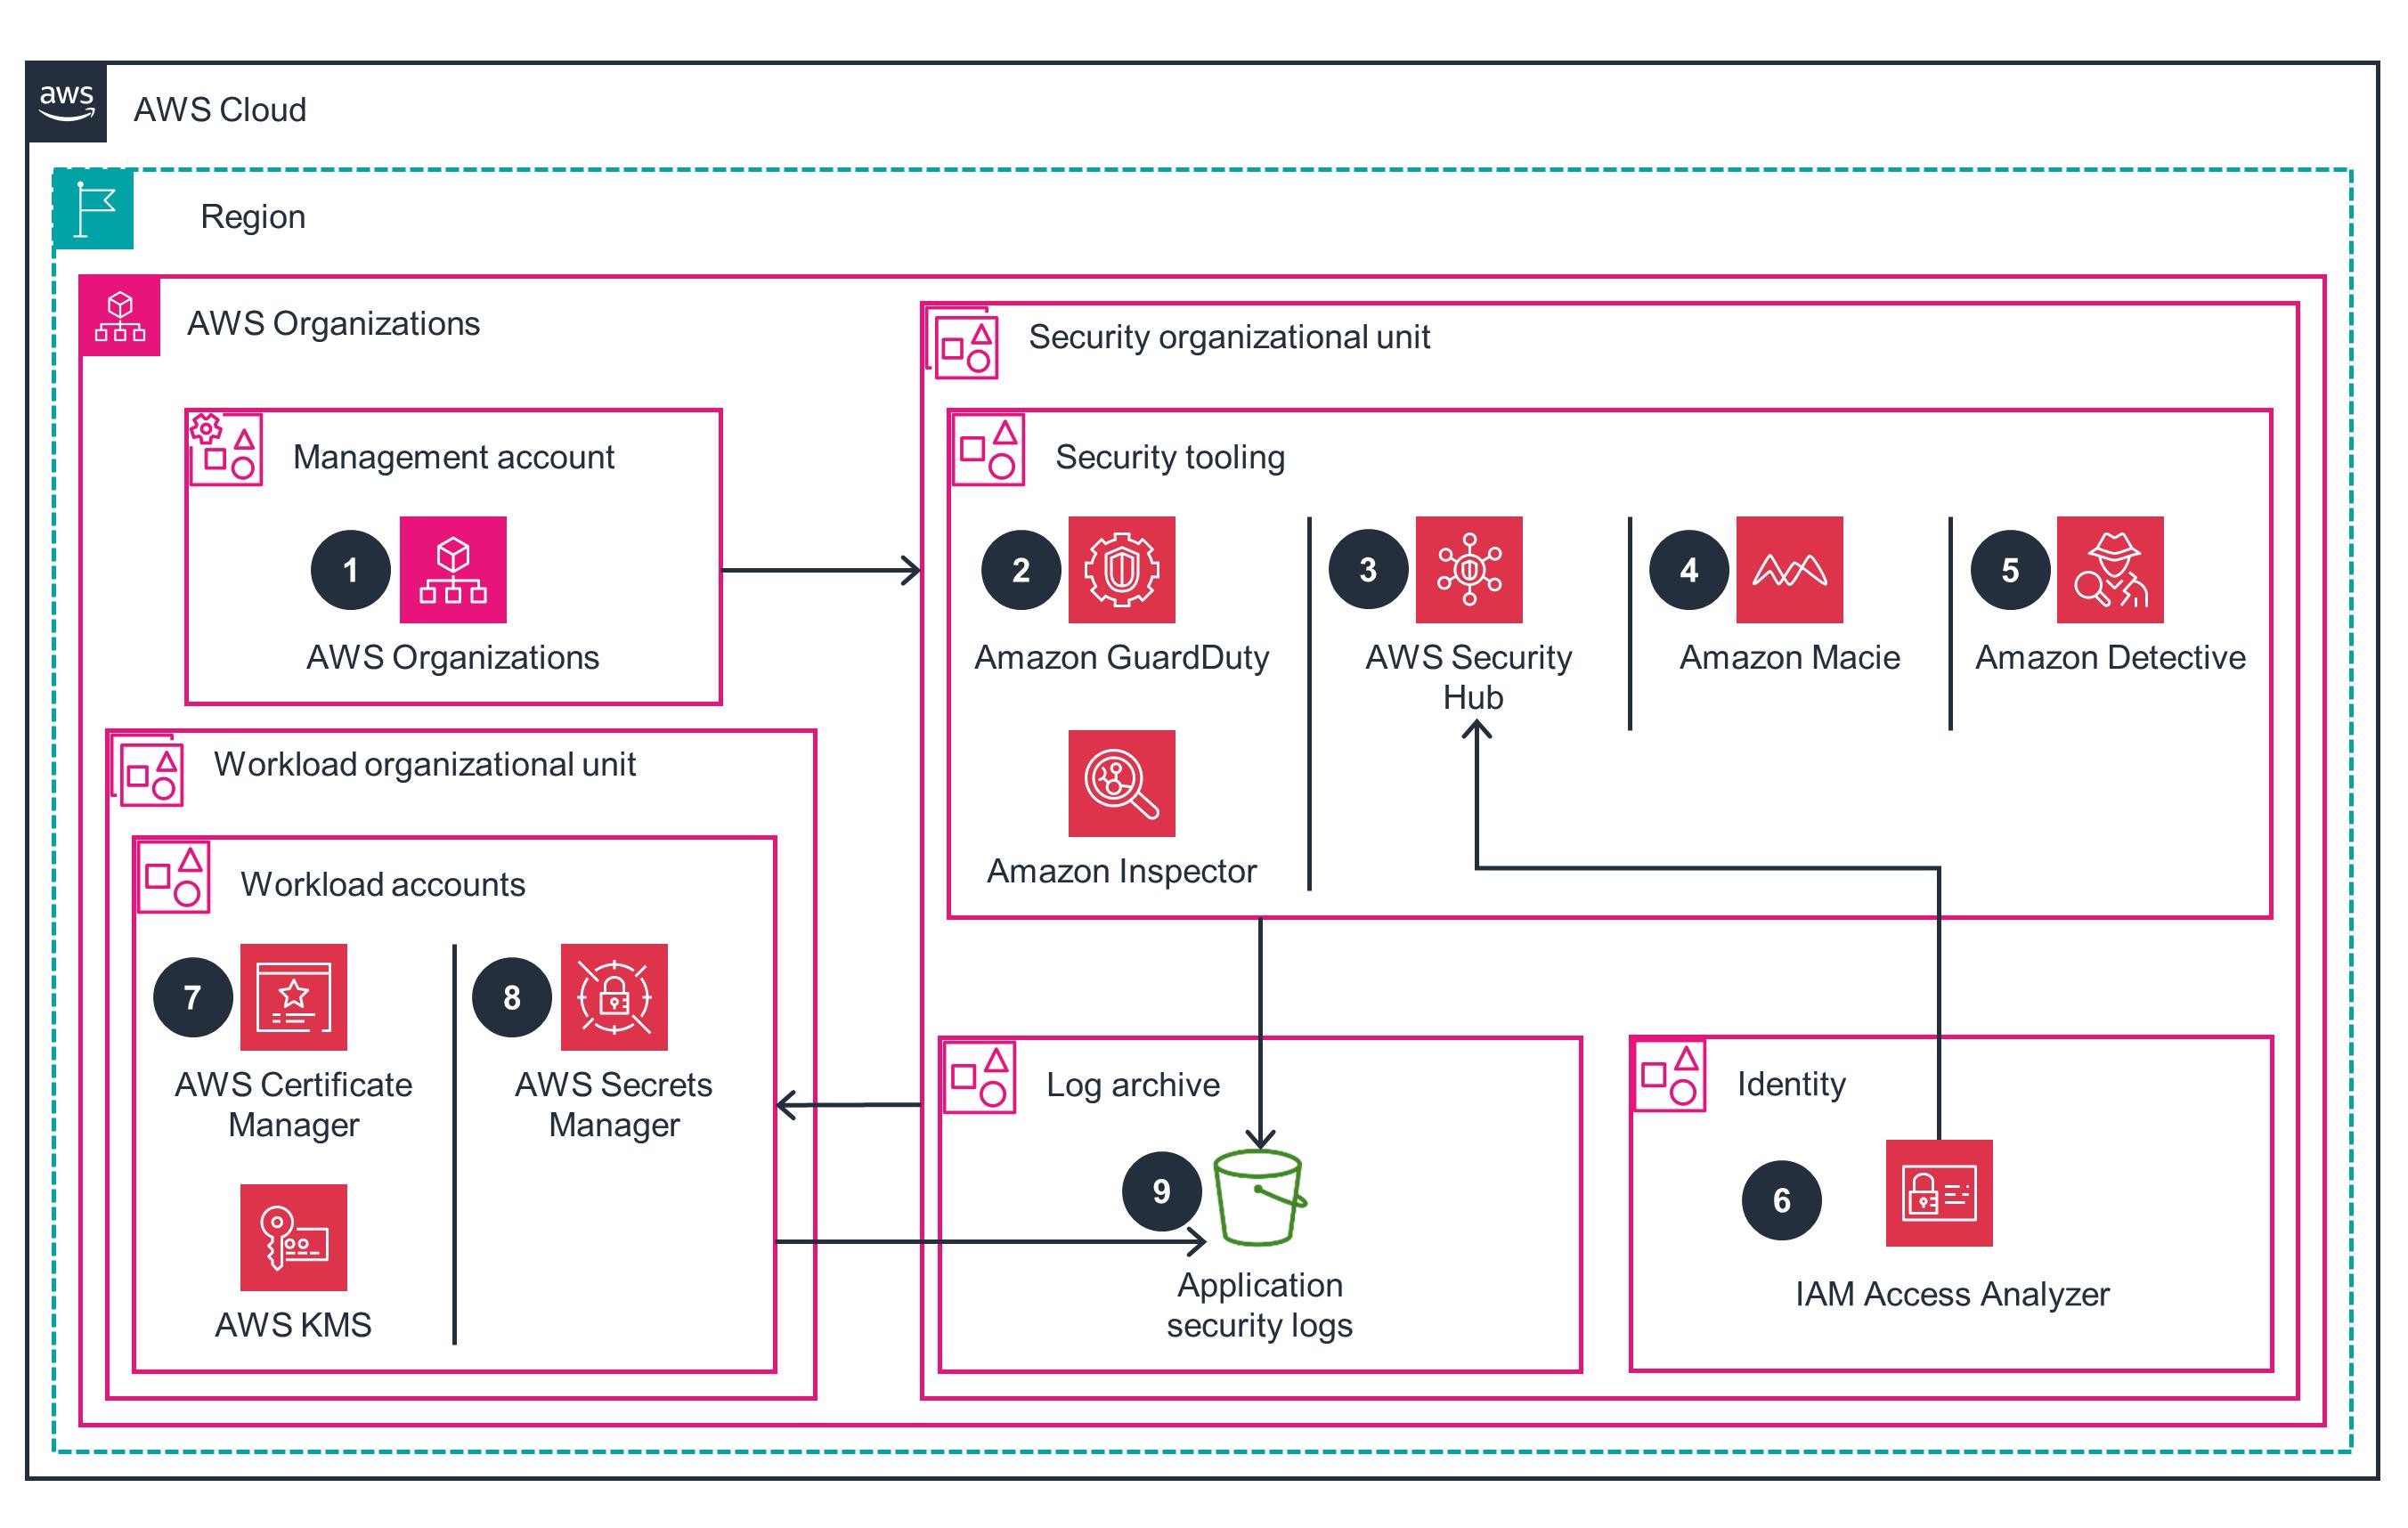 aws
AWS Cloud
Region
AWS Organizations
Security organizational unit
Management account
1
AWS Organizations
Security tooling
2
Amazon GuardDuty
3
AWS Security
Hub
4
Amazon Macie
5
Amazon Detective
Amazon Inspector
Workload organizational unit
Workload accounts
7
AWS Certificate
Manager
8
AWS Secrets
Manager
AWS KMS
Log archive
9
Application
security logs
Identity
6
IAM Access Analyzer